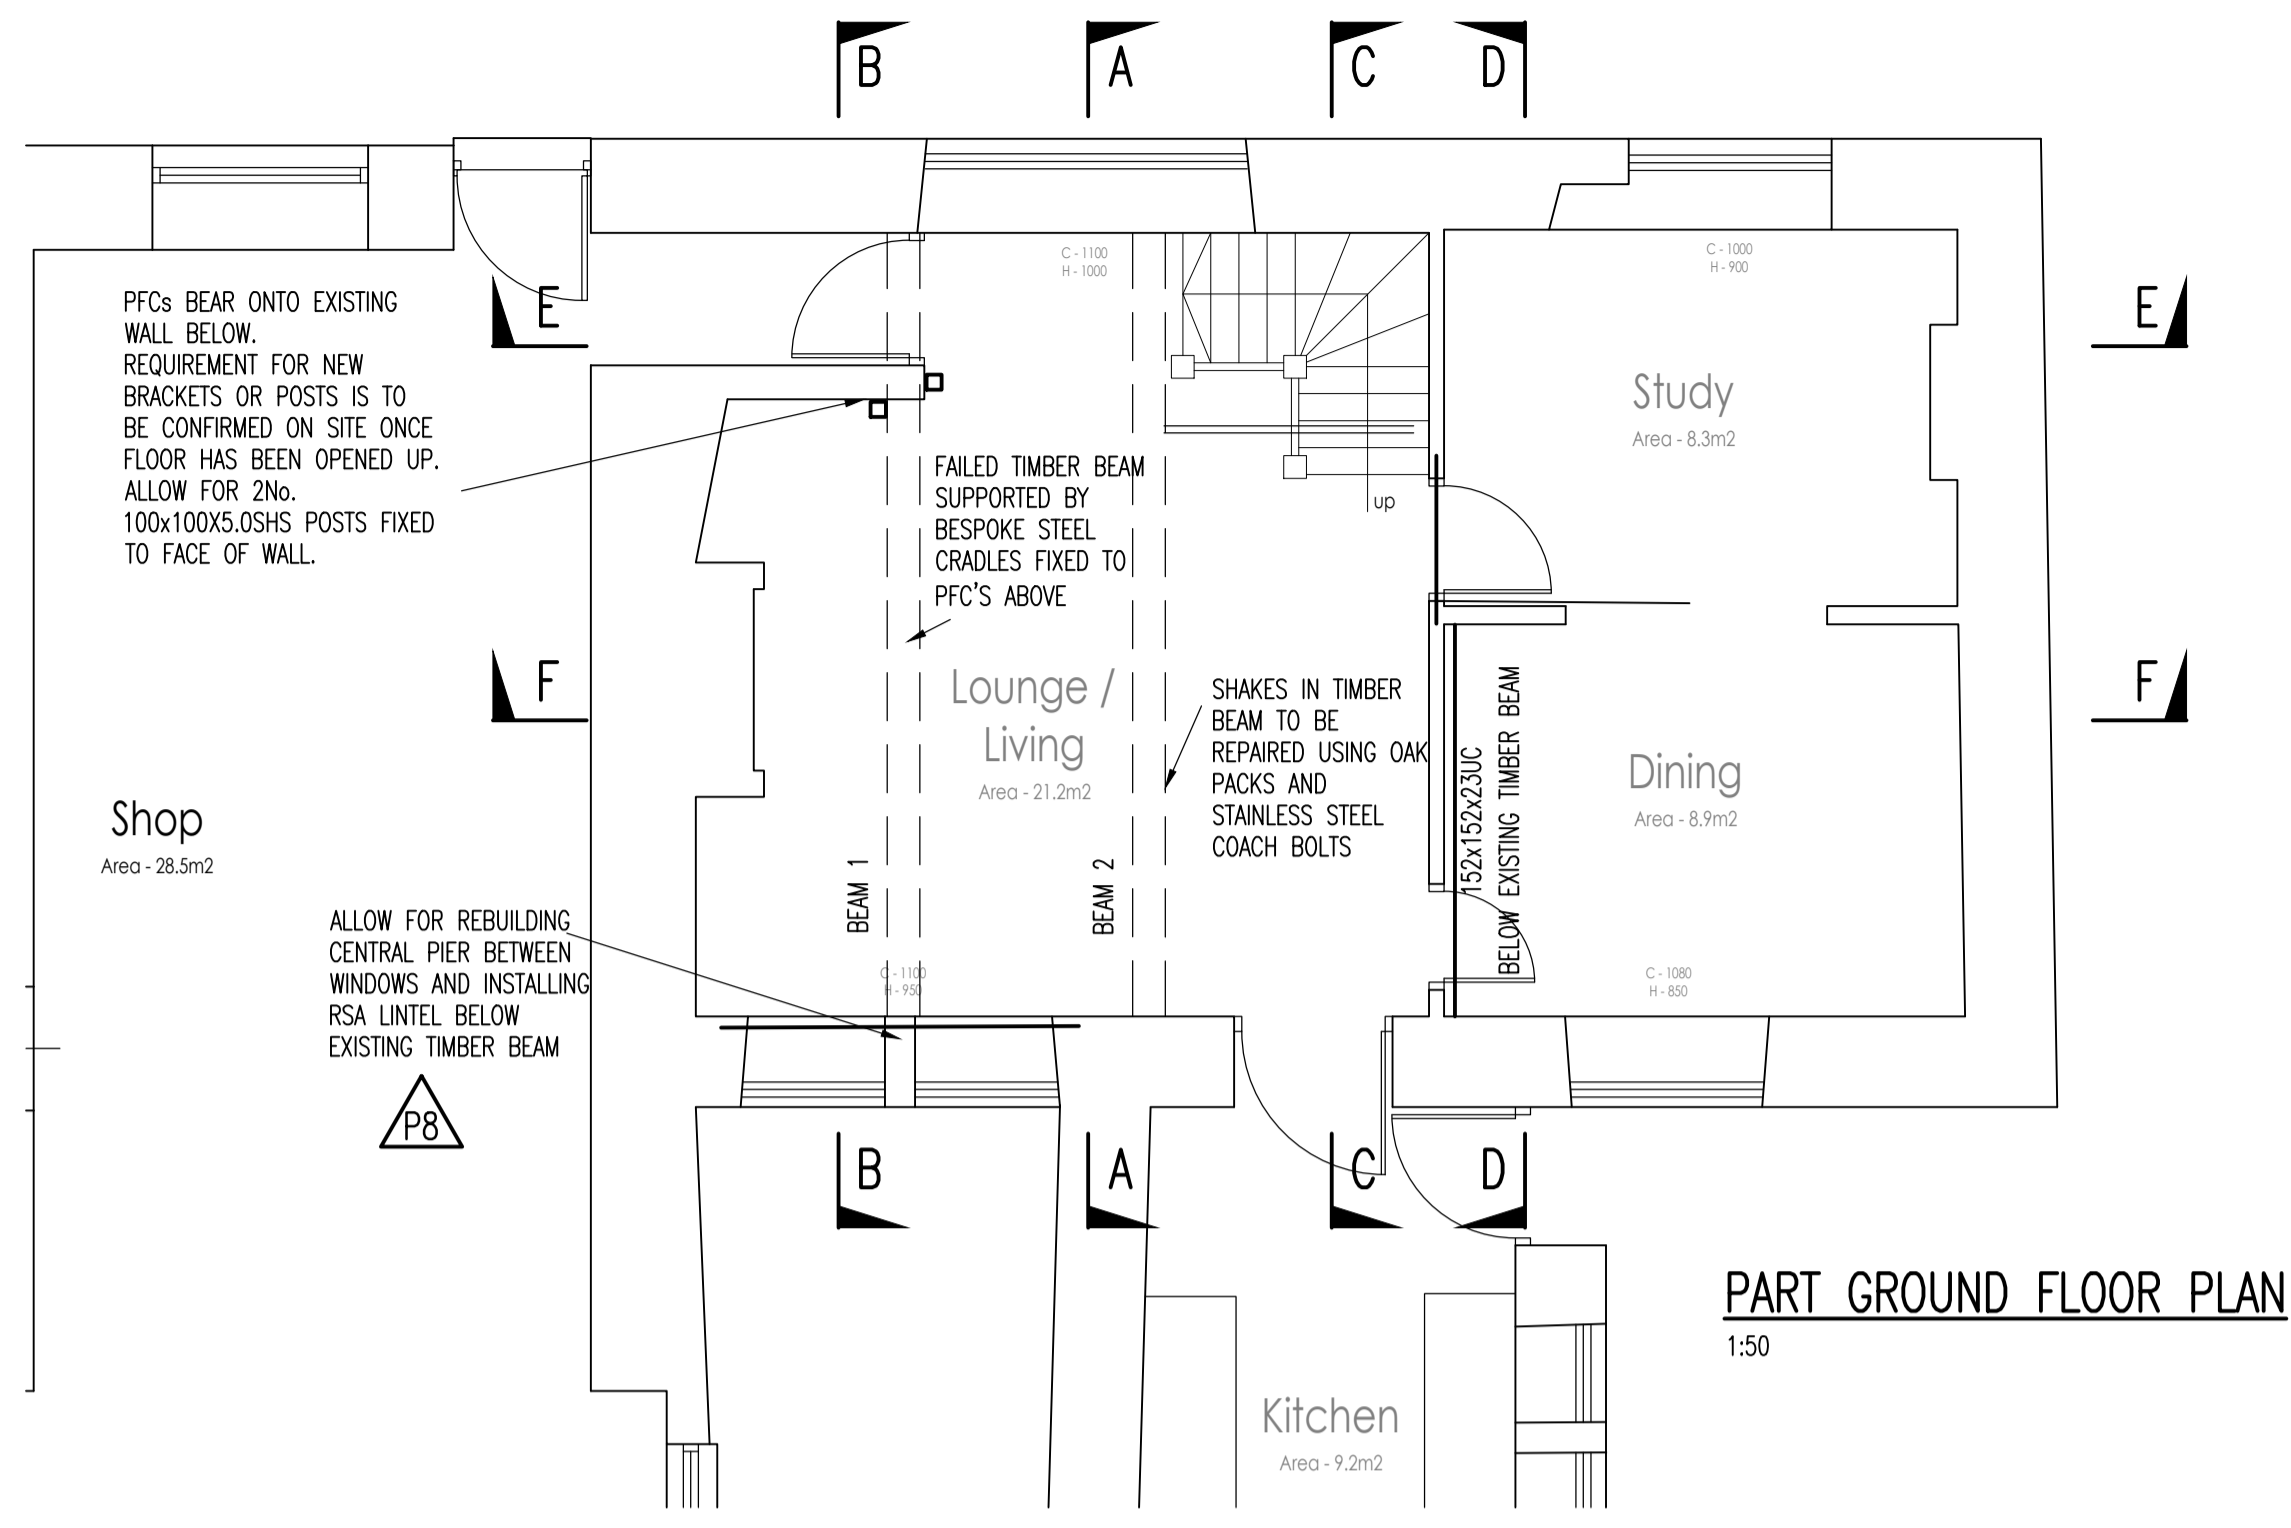 B A C D
C - 1100
H - 1000
C - 1000
H - 900
PFCs BEAR ONTO EXISTING
WALL BELOW.
REQUIREMENT FOR NEW
BRACKETS OR POSTS IS TO
BE CONFIRMED ON SITE ONCE
FLOOR HAS BEEN OPENED UP.
ALLOW FOR 2No.
100x100X5.0SHS POSTS FIXED
TO FACE OF WALL.
E
E
Study
Area - 8.3m2
FAILED TIMBER BEAM
SUPPORTED BY
BESPOKE STEEL
CRADLES FIXED TO
PFC'S ABOVE
up
F
F
Lounge /
Living
Area - 21.2m2
SHAKES IN TIMBER
BEAM TO BE
REPAIRED USING OAK
PACKS AND
STAINLESS STEEL
COACH BOLTS
152x152x23UC
BELOW EXISTING TIMBER BEAM
Dining
Area - 8.9m2
Shop
Area - 28.5m2
BEAM 1
BEAM 2
ALLOW FOR REBUILDING
CENTRAL PIER BETWEEN
WINDOWS AND INSTALLING
RSA LINTEL BELOW
EXISTING TIMBER BEAM
C - 1100
H - 950
C - 1080
H - 850
P8
B A C D
PART GROUND FLOOR PLAN
1:50
Kitchen
Area - 9.2m2